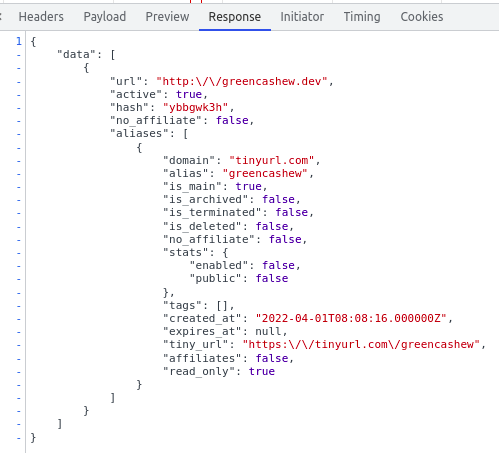 Headers Payload Preview Response Initiator Timing Cookies
1 {
- "data": [
- {
- "url": "http:\/\/greencashew.dev",
- "active": true,
- "hash": "ybbgwk3h",
- "no_affiliate": false,
- "aliases": [
- {
- "domain": "tinyurl.com",
- "alias": "greencashew",
- "is_main": true,
- "is_archived": false,
- "is_terminated": false,
- "is_deleted": false,
- "no_affiliate": false,
- "stats": {
- "enabled": false,
- "public": false
- },
- "tags": [],
- "created_at": "2022-04-01T08:08:16.000000Z",
- "expires_at": null,
- "tiny_url": "https:\/\/tinyurl.com\/greencashew",
- "affiliates": false,
- "read_only": true
- }
- ]
- }
- ]
- }